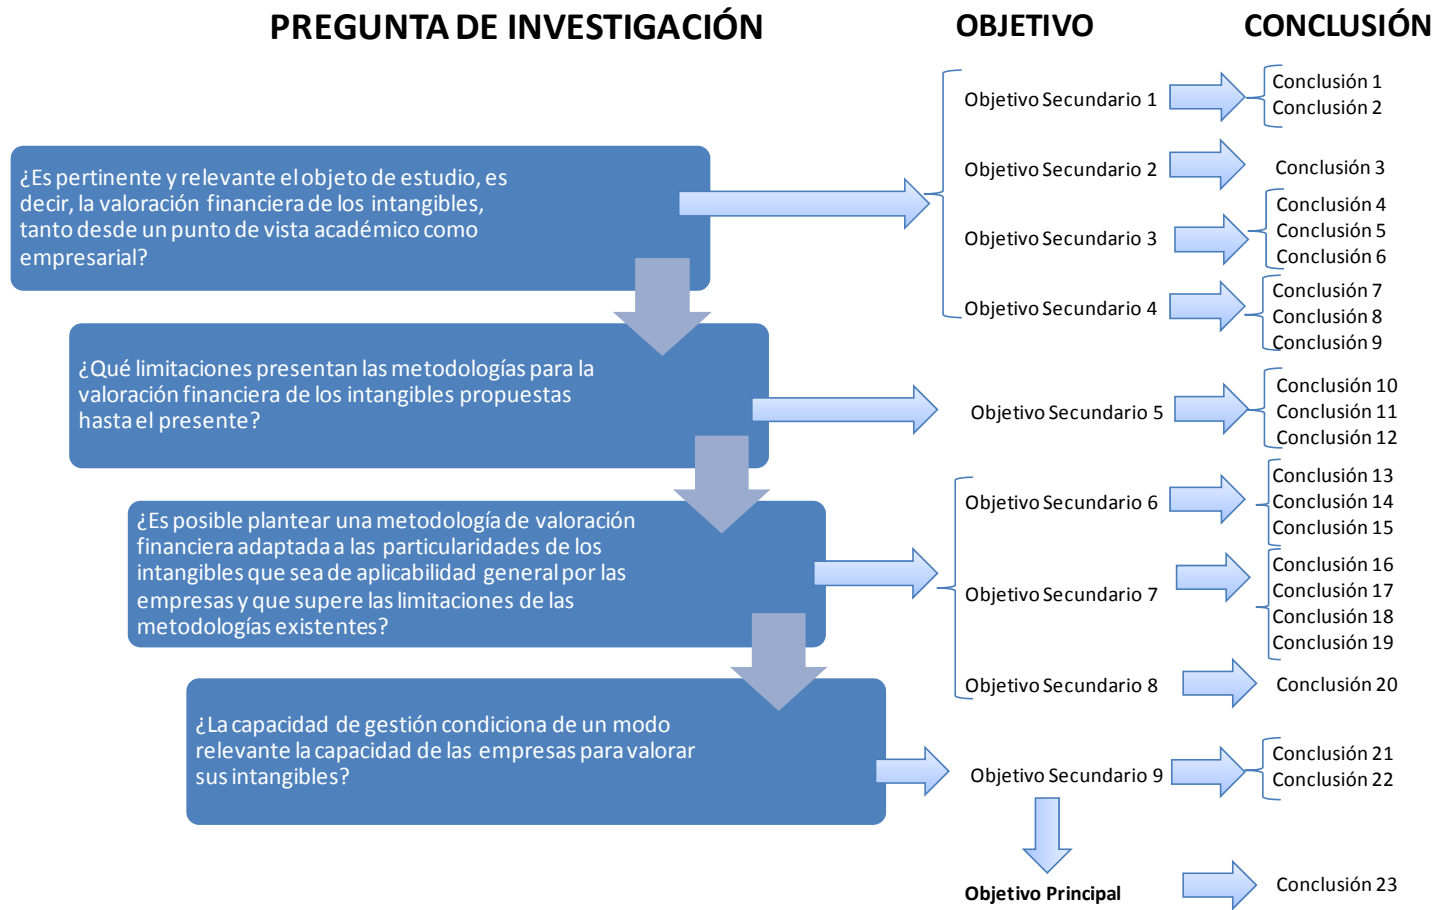 PREGUNTA DE INVESTIGACIÓN
OBJETIVO
CONCLUSIÓN
¿Es pertinente y relevante el objeto de estudio, es
decir, la valoración financiera de los intangibles,
tanto desde un punto de vista académico como
empresarial?
Objetivo Secundario 1
Conclusión 1
Conclusión 2
Objetivo Secundario 2
Conclusión 3
Objetivo Secundario 3
Conclusión 4
Conclusión 5
Conclusión 6
Objetivo Secundario 4
Conclusión 7
Conclusión 8
Conclusión 9
¿Qué limitaciones presentan las metodologías para la
valoración financiera de los intangibles propuestas
hasta el presente?
Objetivo Secundario 5
Conclusión 10
Conclusión 11
Conclusión 12
¿Es posible plantear una metodología de valoración
financiera adaptada a las particularidades de los
intangibles que sea de aplicabilidad general por las
empresas y que supere las limitaciones de las
metodologías existentes?
Objetivo Secundario 6
Conclusión 13
Conclusión 14
Conclusión 15
Objetivo Secundario 7
Conclusión 16
Conclusión 17
Conclusión 18
Conclusión 19
Objetivo Secundario 8
Conclusión 20
¿La capacidad de gestión condiciona de un modo
relevante la capacidad de las empresas para valorar
sus intangibles?
Objetivo Secundario 9
Conclusión 21
Conclusión 22
Objetivo Principal
Conclusión 23